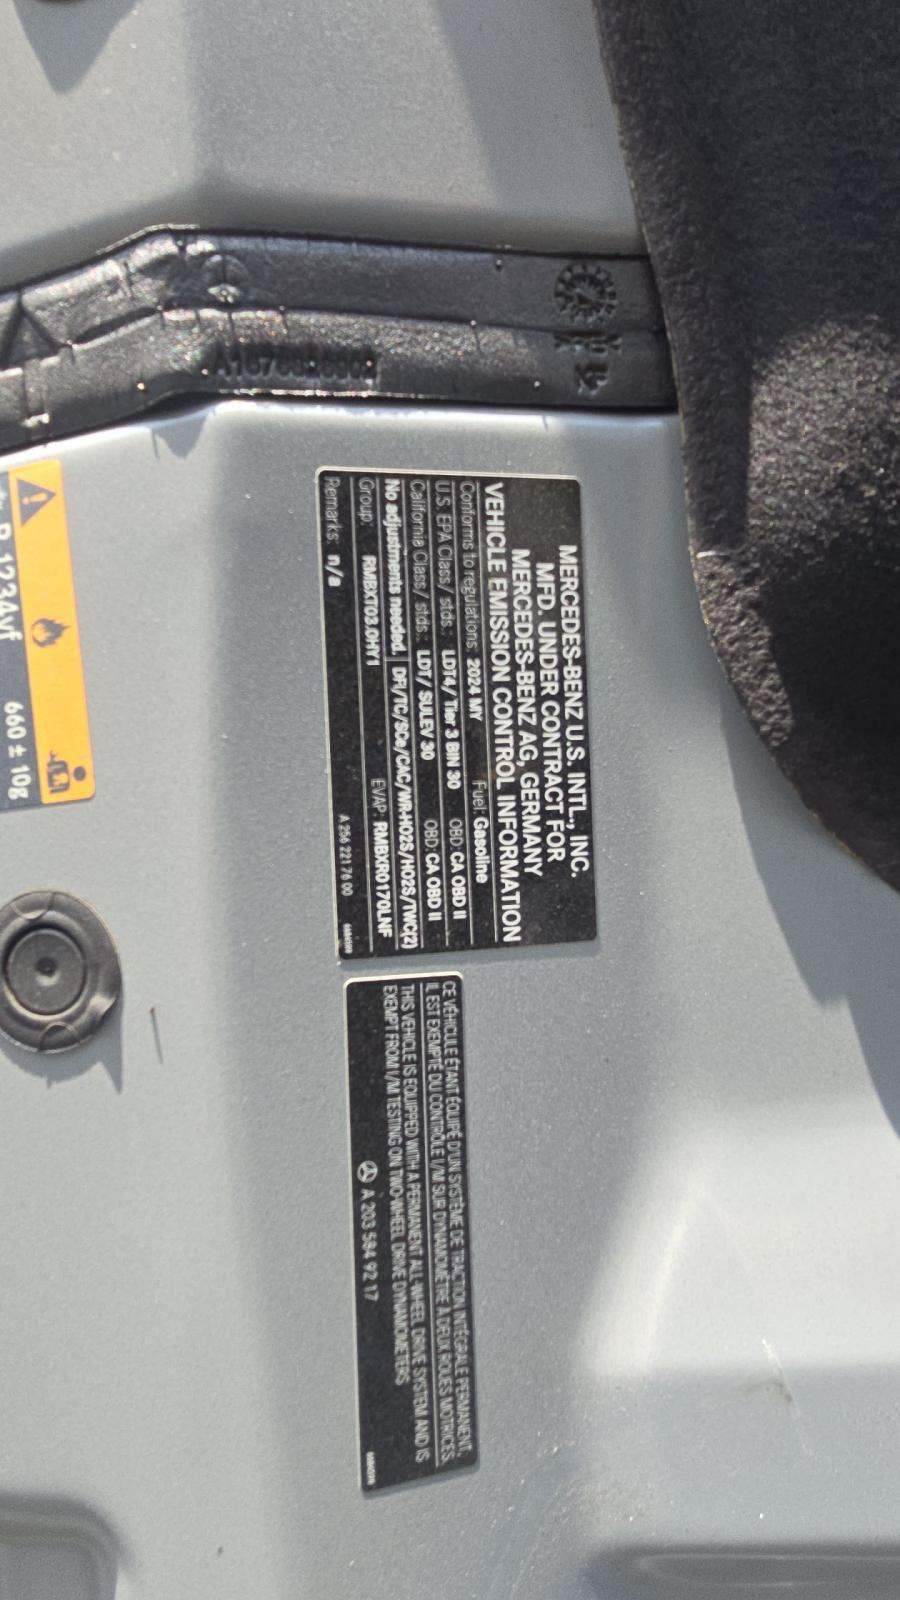 MERCEDES-BENZ U.S. INTL., INC.
MFD. UNDER CONTRACT FOR
MERCEDES-BENZ AG, GERMANY
VEHICLE EMISSION CONTROL INFORMATION
Conforms to regulations: 2024 MY Fuel: Gasoline
U.S. EPA Class/ stds.: LDT4/ Tier 3 BIN 30 OBD: CA OBD II
California Class/ stds.: LDT/ SULEV 30 OBD: CA OBD II
No adjustments needed. DFI/TC/SCe/CAC/WR-HO2S/HO2S/TWC(2)
Group: RMBXT03.0HY1 EVAP: RMBXR0170LNF
Remarks: n/a
A 256 221 76 00
CE VÉHICULE ÉTANT ÉQUIPÉ D'UN SYSTÈME DE TRACTION INTÉGRALE PERMANENT,
IL EST EXEMPTÉ DU CONTRÔLE I/M SUR DYNAMOMÈTRE À DEUX ROUES MOTRICES.
THIS VEHICLE IS EQUIPPED WITH A PERMANENT ALL-WHEEL DRIVE SYSTEM AND IS
EXEMPT FROM I/M TESTING ON TWO-WHEEL DRIVE DYNAMOMETERS
A 203 584 92 17
R 1234yf 660 ± 10g